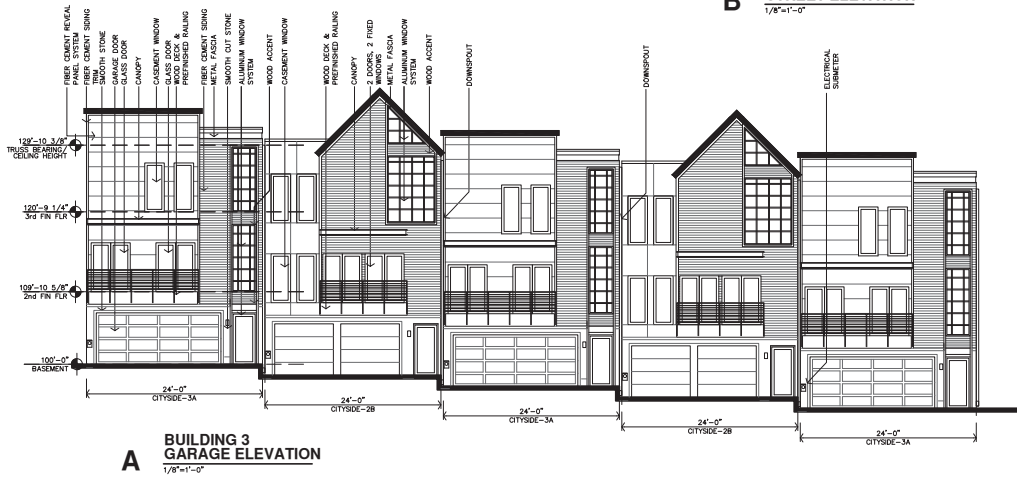 B
1/8"=1'-0"
FIBER CEMENT REVEAL
PANEL SYSTEM
FIBER CEMENT SIDING
TRIM
SMOOTH STONE
GARAGE DOOR
GLASS DOOR
CANOPY
CASEMENT WINDOW
GLASS DOOR
WOOD DECK &
PREFINISHED RAILING
FIBER CEMENT SIDING
METAL FASCIA
SMOOTH CUT STONE
ALUMINUM WINDOW
SYSTEM
WOOD ACCENT
CASEMENT WINDOW
WOOD DECK &
PREFINISHED RAILING
CANOPY
2 DOORS, 2 FIXED
WINDOWS
METAL FASCIA
ALUMINUM WINDOW
SYSTEM
WOOD ACCENT
DOWNSPOUT
DOWNSPOUT
ELECTRICAL
SUBMETER
129'-10 3/8"
TRUSS BEARING/
CEILING HEIGHT
120'-9 1/4"
3rd FIN FLR
109'-10 5/8"
2nd FIN FLR
100'-0"
BASEMENT
24'-0"
CITYSIDE-3A
24'-0"
CITYSIDE-2B
24'-0"
CITYSIDE-3A
24'-0"
CITYSIDE-2B
24'-0"
CITYSIDE-3A
A
BUILDING 3
GARAGE ELEVATION
1/8"=1'-0"